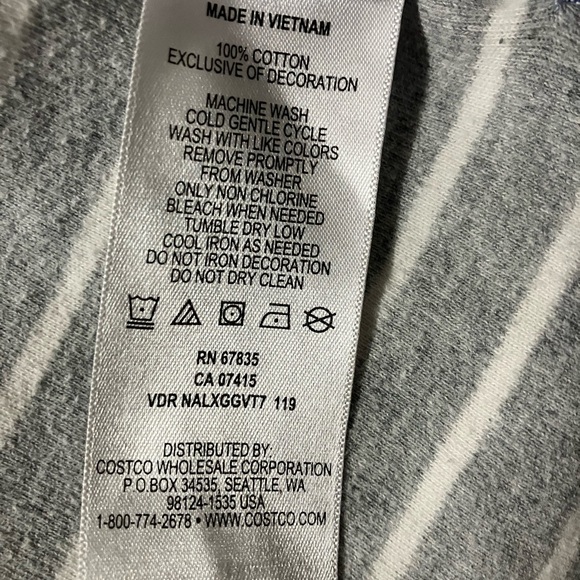 MADE IN VIETNAM
100% COTTON
EXCLUSIVE OF DECORATION
MACHINE WASH
COLD GENTLE CYCLE
WASH WITH LIKE COLORS
REMOVE PROMPTLY
FROM WASHER
ONLY NON CHLORINE
BLEACH WHEN NEEDED
TUMBLE DRY LOW
COOL IRON AS NEEDED
DO NOT IRON DECORATION
DO NOT DRY CLEAN
RN 67835
CA 07415
VDR NALXGGVT7 119
DISTRIBUTED BY:
COSTCO WHOLESALE CORPORATION
P O.BOX 34535, SEATTLE, WA
98124-1535 USA
1-800-774-2678 • WWW.COSTCO.COM